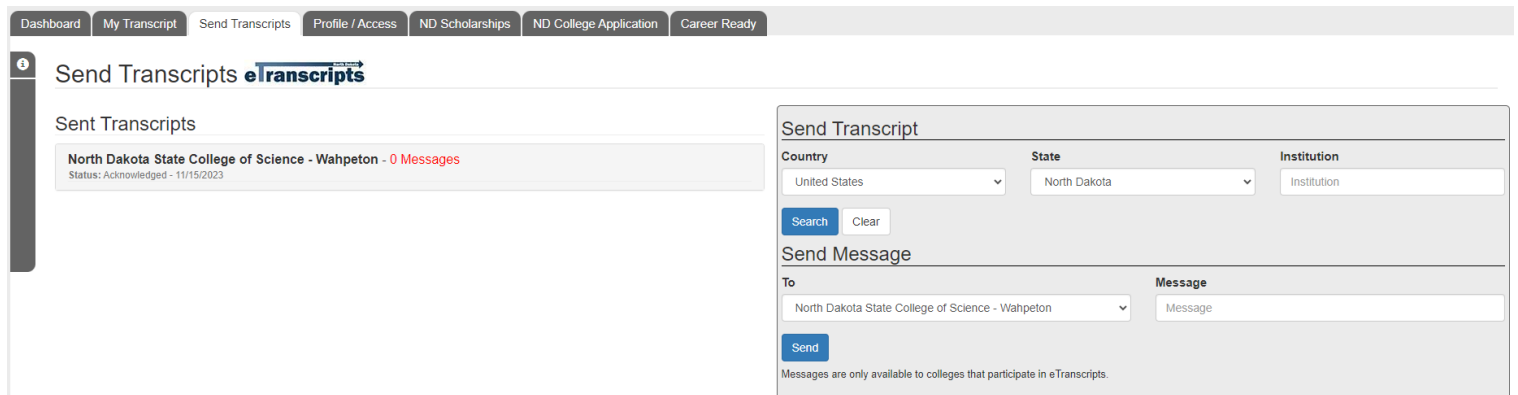 Dashboard My Transcript Send Transcripts Profile / Access ND Scholarships ND College Application Career Ready
Send Transcripts eTranscripts
Sent Transcripts
North Dakota State College of Science - Wahpeton - 0 Messages
Status: Acknowledged - 11/15/2023
Send Transcript
Country State Institution
United States North Dakota Institution
Search Clear
Send Message
To Message
North Dakota State College of Science - Wahpeton Message
Send
Messages are only available to colleges that participate in eTranscripts.